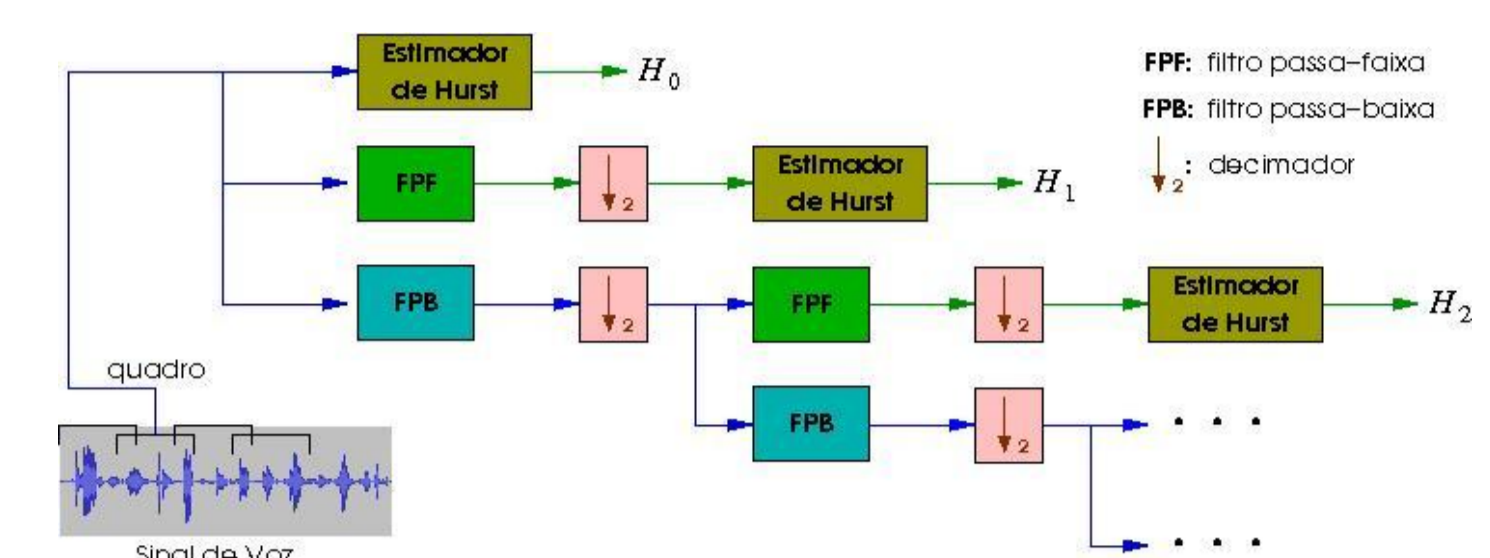 Estimador
de Hurst
H0
FPF: filtro passa-faixa
FPB: filtro passa-baixa
↓2: decimador
FPF
↓2
Estimador
de Hurst
H1
FPB
↓2
FPF
↓2
Estimador
de Hurst
H2
quadro
FPB
↓2
. . .
. . .
Sinal de Voz